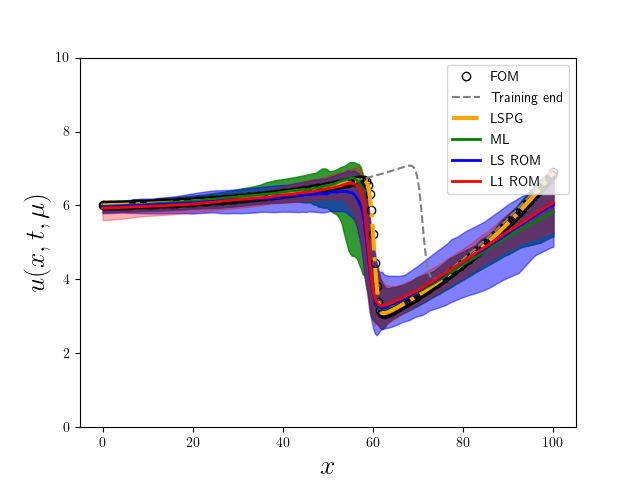 10
8
6
4
2
0
u(x, t, μ)
0 20 40 60 80 100
x
FOM
Training end
LSPG
ML
LS ROM
L1 ROM